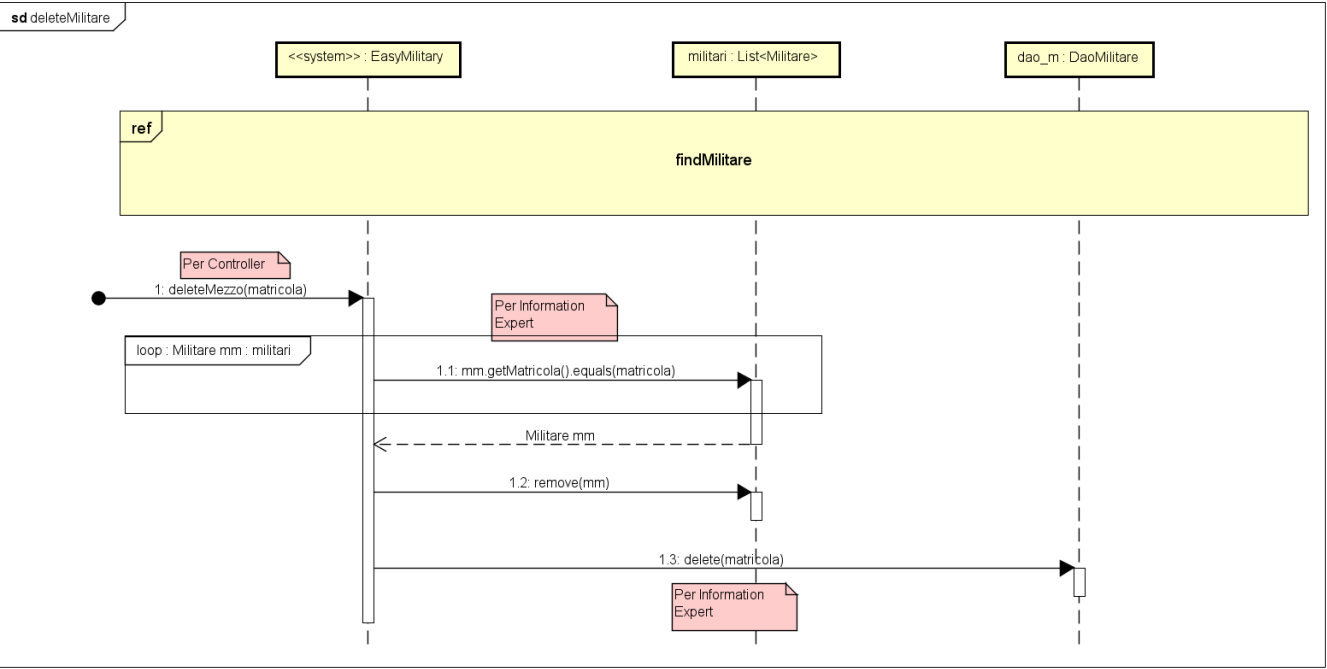 sd deleteMilitare
<<system>> : EasyMilitary
militari : List<Militare>
dao_m : DaoMilitare
ref
findMilitare
Per Controller
1: deleteMezzo(matricola)
Per Information
Expert
loop : Militare mm : militari
1.1: mm.getMatricola().equals(matricola)
Militare mm
1.2: remove(mm)
1.3: delete(matricola)
Per Information
Expert